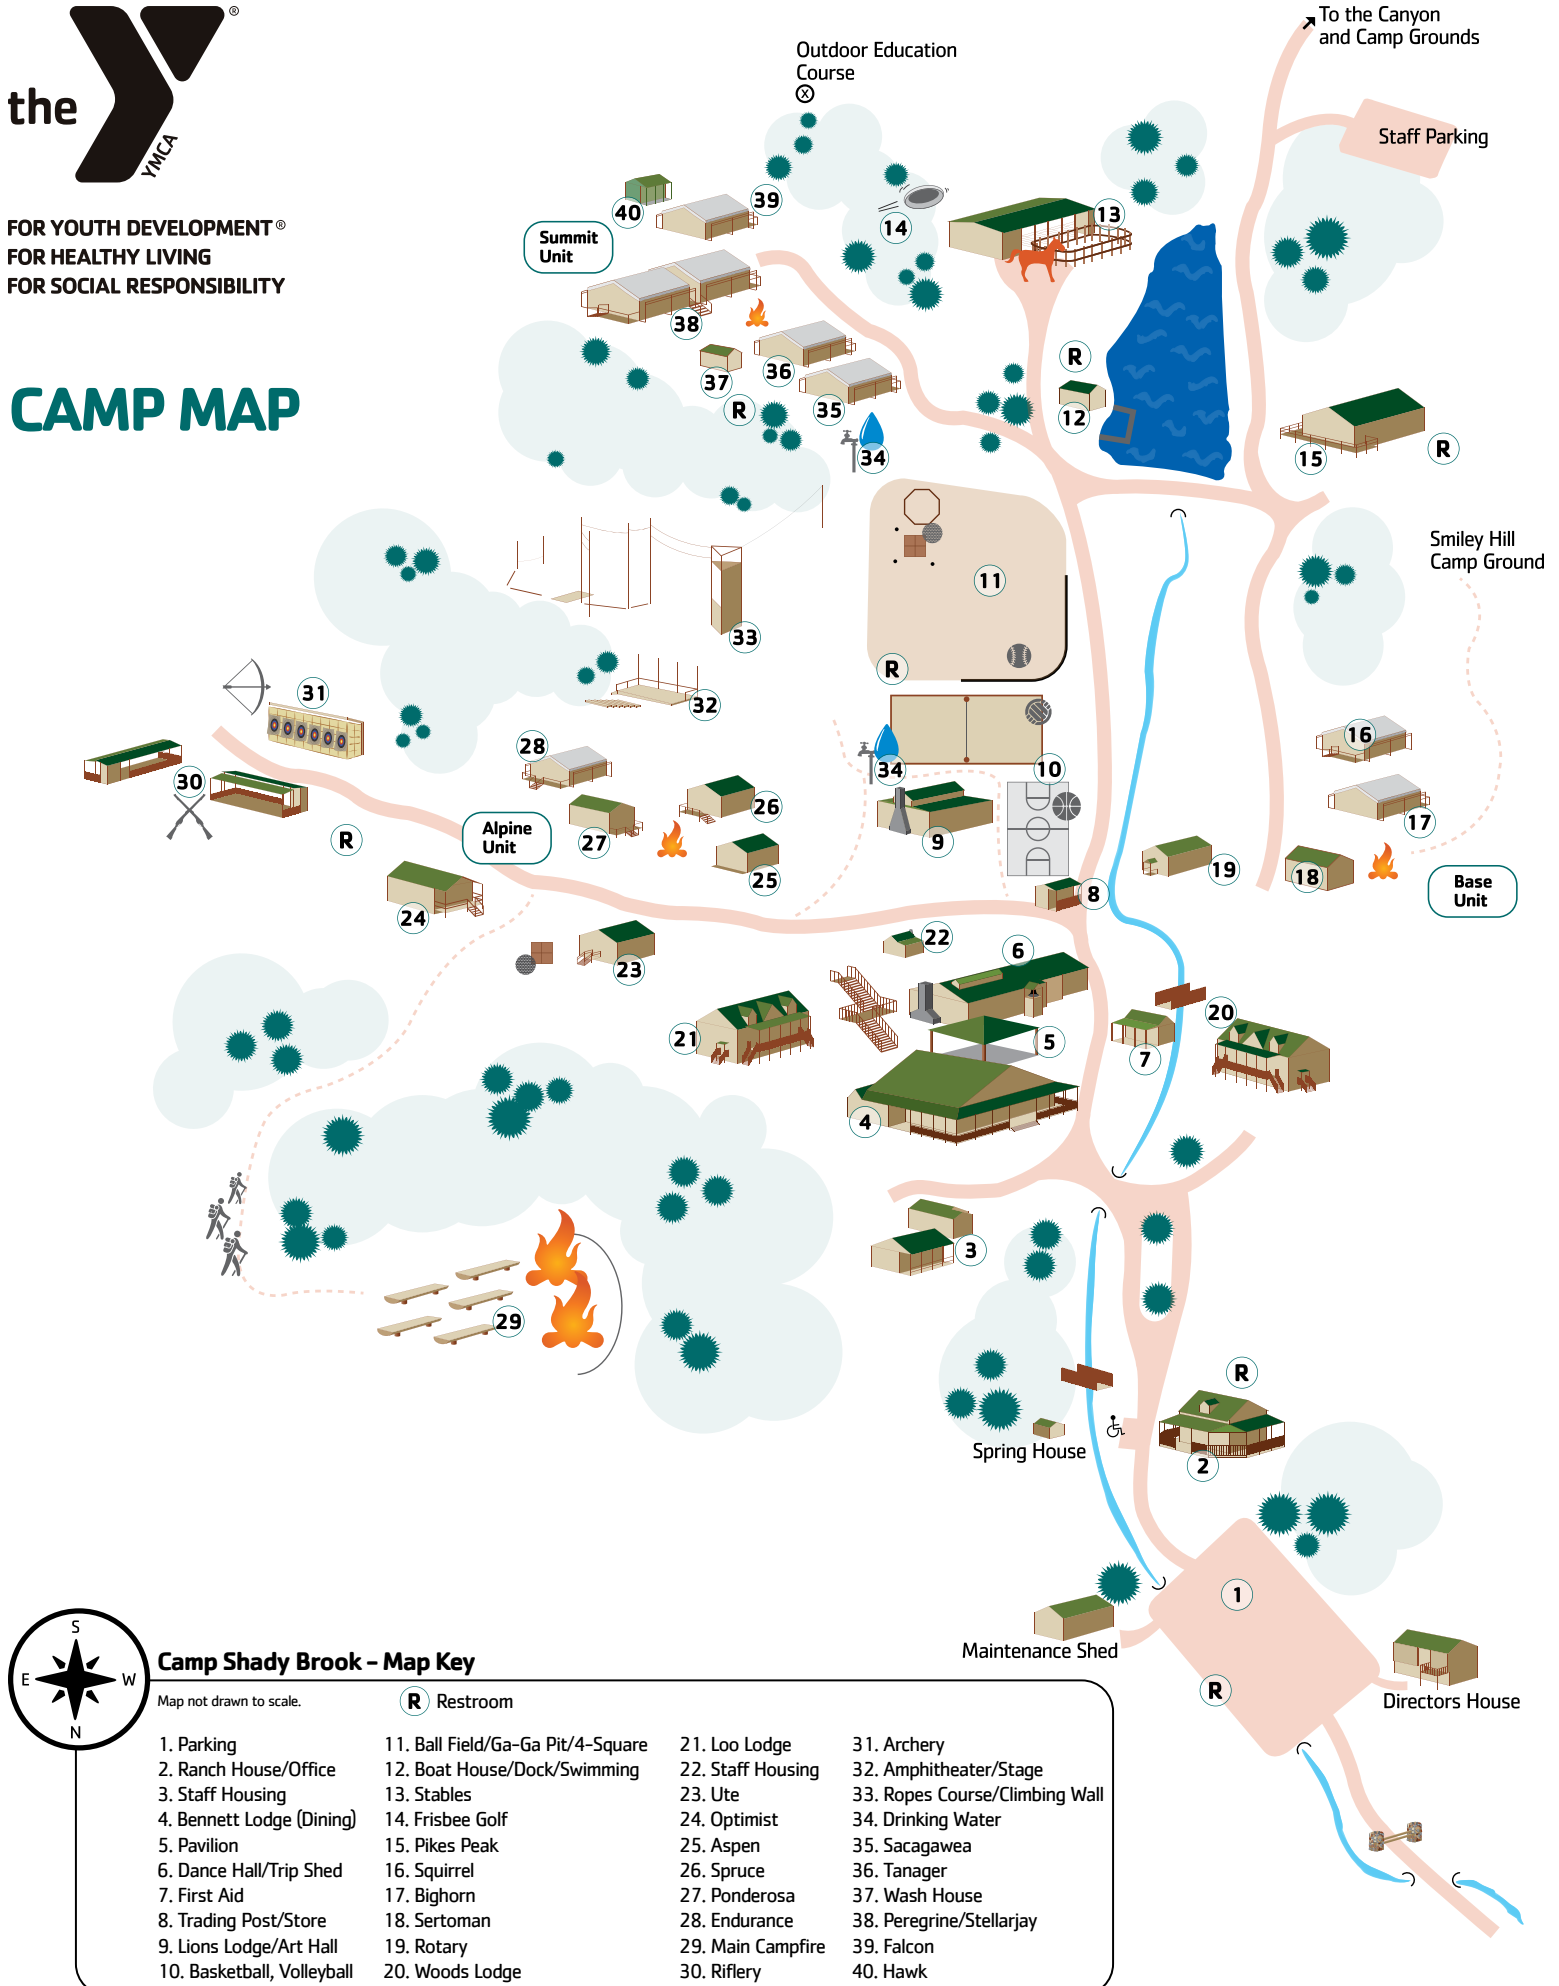 the
YMCA
®
FOR YOUTH DEVELOPMENT®
FOR HEALTHY LIVING
FOR SOCIAL RESPONSIBILITY
CAMP MAP
To the Canyon
and Camp Grounds
Outdoor Education
Course
X
Staff Parking
40
39
14
13
Summit
Unit
38
36
37
R
35
34
R
12
15
R
Smiley Hill
Camp Ground
11
33
R
32
31
30
R
28
27
26
25
Alpine
Unit
24
23
34
10
9
8
16
17
18
19
Base
Unit
22
6
21
5
4
7
20
3
29
R
2
Spring House
1
R
Maintenance Shed
Directors House
S
E
W
N
Camp Shady Brook – Map Key
Map not drawn to scale.
R Restroom
1. Parking
2. Ranch House/Office
3. Staff Housing
4. Bennett Lodge (Dining)
5. Pavilion
6. Dance Hall/Trip Shed
7. First Aid
8. Trading Post/Store
9. Lions Lodge/Art Hall
10. Basketball, Volleyball
11. Ball Field/Ga-Ga Pit/4-Square
12. Boat House/Dock/Swimming
13. Stables
14. Frisbee Golf
15. Pikes Peak
16. Squirrel
17. Bighorn
18. Sertoman
19. Rotary
20. Woods Lodge
21. Loo Lodge
22. Staff Housing
23. Ute
24. Optimist
25. Aspen
26. Spruce
27. Ponderosa
28. Endurance
29. Main Campfire
30. Riflery
31. Archery
32. Amphitheater/Stage
33. Ropes Course/Climbing Wall
34. Drinking Water
35. Sacagawea
36. Tanager
37. Wash House
38. Peregrine/Stellarjay
39. Falcon
40. Hawk